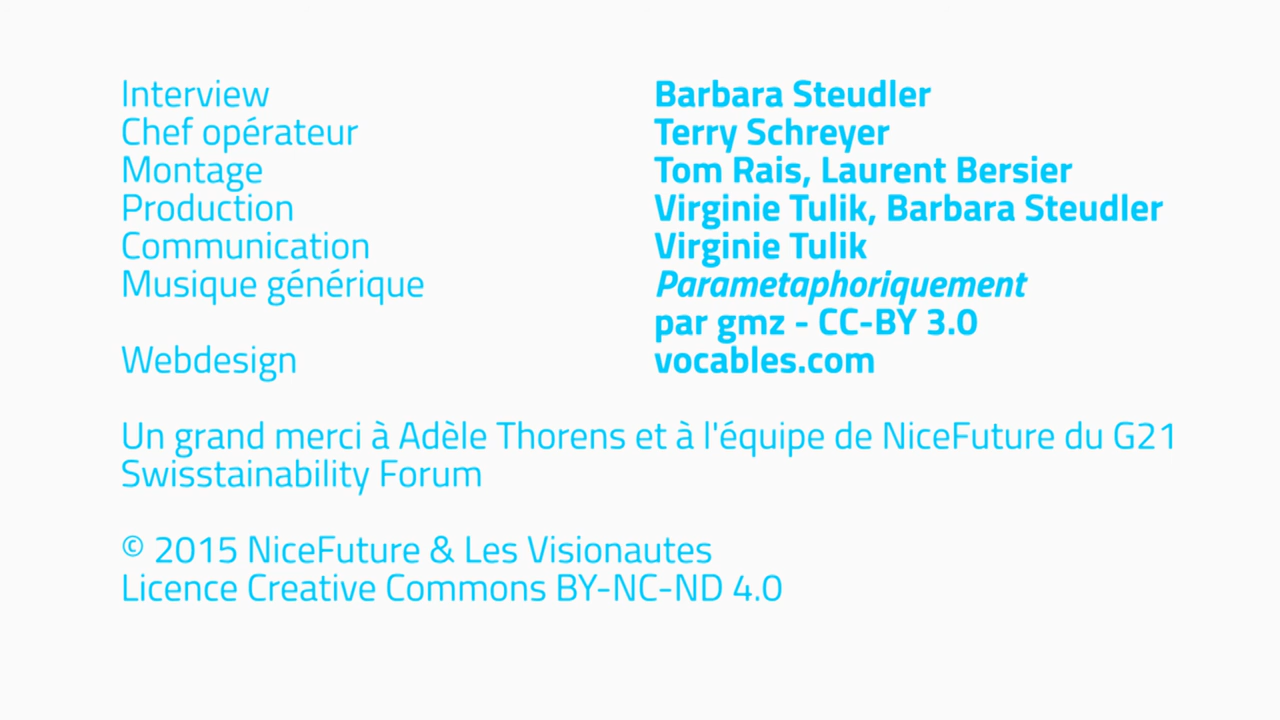 Interview Barbara Steudler
Chef opérateur Terry Schreyer
Montage Tom Rais, Laurent Bersier
Production Virginie Tulik, Barbara Steudler
Communication Virginie Tulik
Musique générique Parametaphoriquement
par gmz - CC-BY 3.0
Webdesign vocables.com
Un grand merci à Adèle Thorens et à l'équipe de NiceFuture du G21
Swisstainability Forum
© 2015 NiceFuture & Les Visionautes
Licence Creative Commons BY-NC-ND 4.0